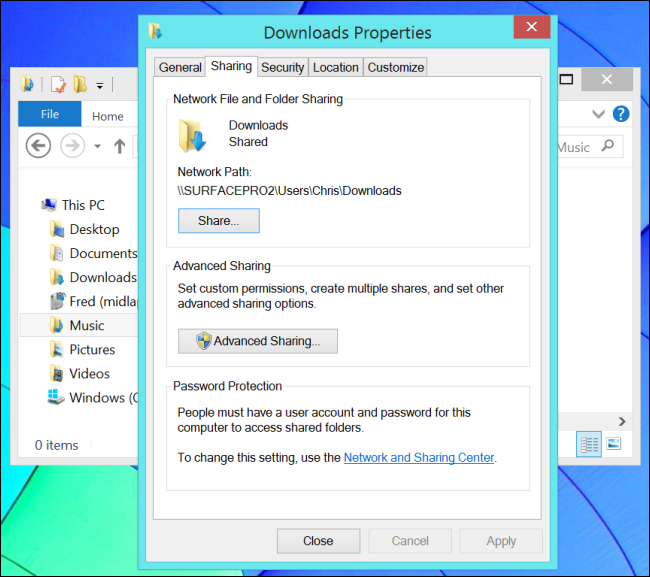 Downloads Properties
General
Sharing
Security
Location
Customize
Network File and Folder Sharing
Downloads
Shared
Network Path:
\\SURFACEPRO2\Users\Chris\Downloads
Share...
Advanced Sharing
Set custom permissions, create multiple shares, and set other
advanced sharing options.
Advanced Sharing...
Password Protection
People must have a user account and password for this
computer to access shared folders.
To change this setting, use the Network and Sharing Center.
Close
Cancel
Apply
File
Home
Music
This PC
Desktop
Documents
Downloads
Fred (midla
Music
Pictures
Videos
Windows (C
0 items